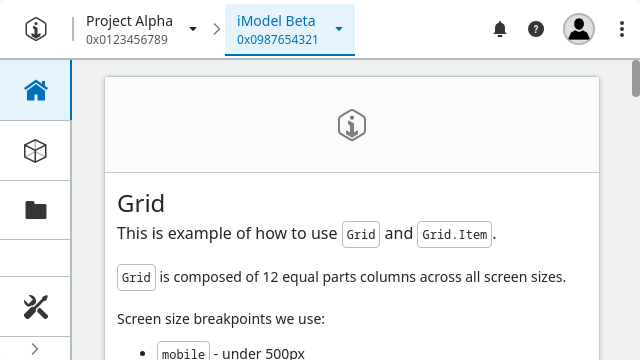 Project Alpha
0x0123456789
iModel Beta
0x0987654321
Grid
This is example of how to use Grid and Grid.Item.
Grid is composed of 12 equal parts columns across all screen sizes.
Screen size breakpoints we use:
• mobile - under 500px